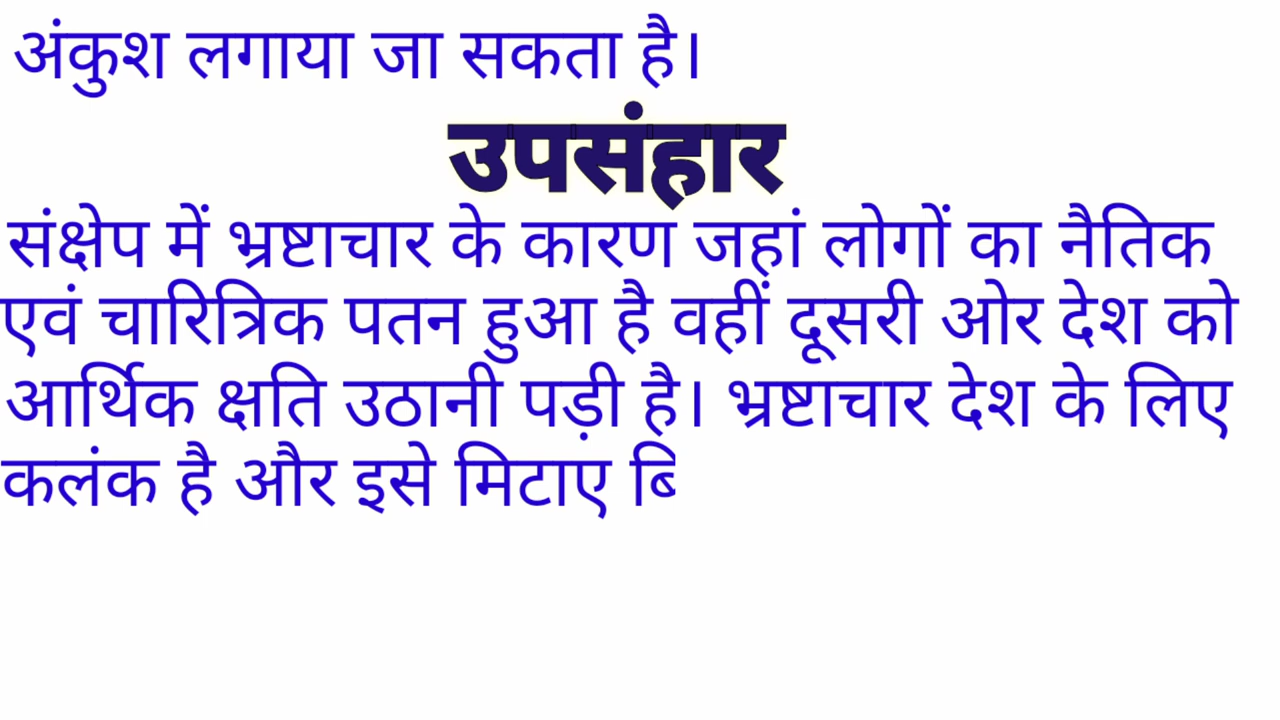 अंकुश लगाया जा सकता है।
उपसंहार
संक्षेप में भ्रष्टाचार के कारण जहां लोगों का नैतिक
एवं चारित्रिक पतन हुआ है वहीं दूसरी ओर देश को
आर्थिक क्षति उठानी पड़ी है। भ्रष्टाचार देश के लिए
कलंक है और इसे मिटाए